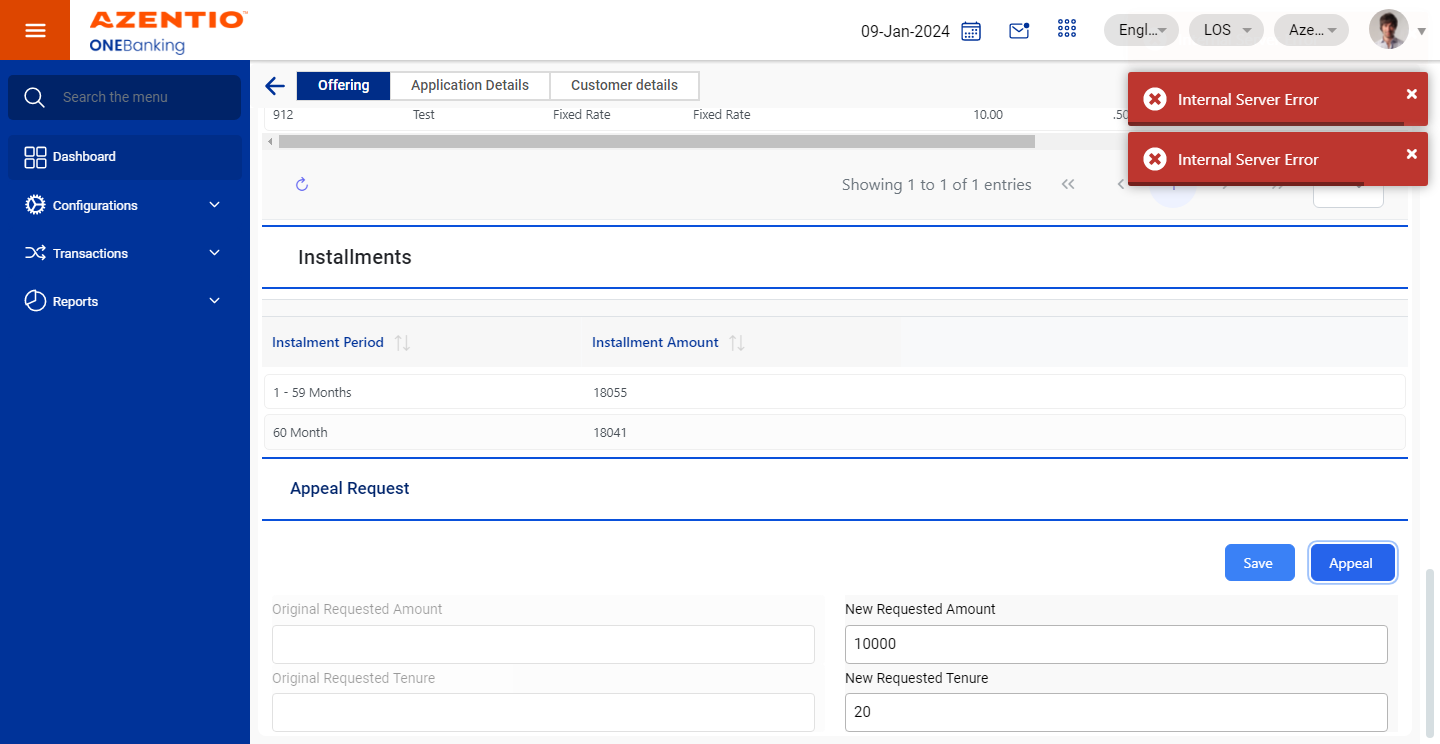 AZENTIO™
ONEBanking
09-Jan-2024
Engl...
LOS
Aze...
Search the menu
Dashboard
Configurations
Transactions
Reports
Offering
Application Details
Customer details
Internal Server Error
Internal Server Error
912 Test Fixed Rate Fixed Rate 10.00 .50
Showing 1 to 1 of 1 entries
Installments
Instalment Period Installment Amount
1 - 59 Months 18055
60 Month 18041
Appeal Request
Save Appeal
Original Requested Amount New Requested Amount
10000
Original Requested Tenure New Requested Tenure
20